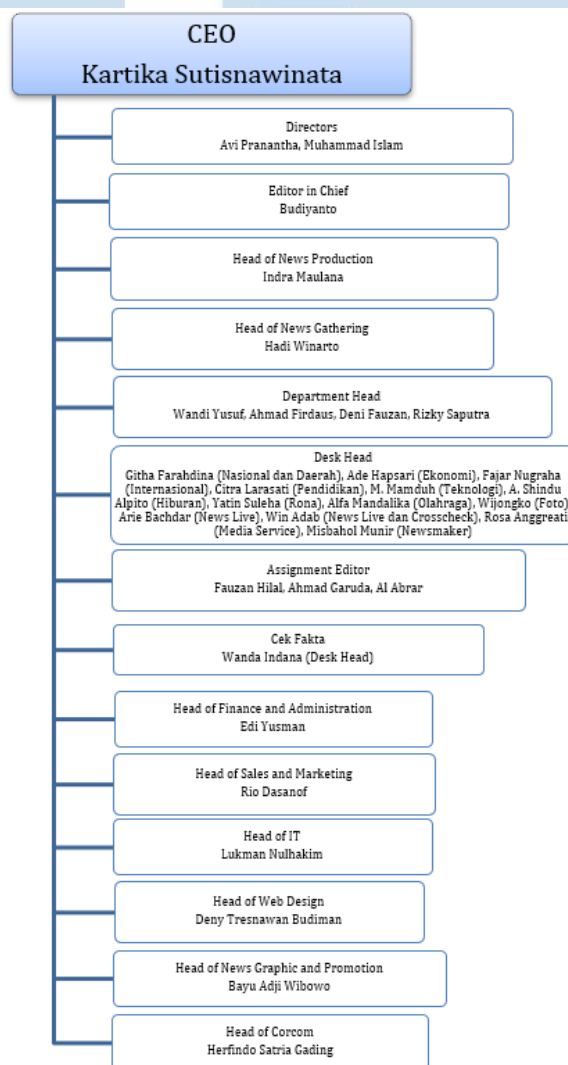 CEO
Kartika Sutisnawinata
Directors
Avi Pranantha, Muhammad Islam
Editor in Chief
Budiyanto
Head of News Production
Indra Maulana
Head of News Gathering
Hadi Winarto
Department Head
Wandi Yusuf, Ahmad Firdaus, Deni Fauzan, Rizky Saputra
Desk Head
Githa Farahdina (Nasional dan Daerah), Ade Hapsari (Ekonomi), Fajar Nugraha
(Internasional), Citra Larasati (Pendidikan), M. Mamduh (Teknologi), A. Shindu
Alpito (Hiburan), Yatin Suleha (Rona), Alfa Mandalika (Olahraga), Wijongko (Foto)
Arie Bachdar (News Live), Win Adab (News Live dan Crosscheck), Rosa Anggreati
(Media Service), Misbahol Munir (Newsmaker)
Assignment Editor
Fauzan Hilal, Ahmad Garuda, Al Abrar
Cek Fakta
Wanda Indana (Desk Head)
Head of Finance and Administration
Edi Yusman
Head of Sales and Marketing
Rio Dasanof
Head of IT
Lukman Nulhakim
Head of Web Design
Deny Tresnawan Budiman
Head of News Graphic and Promotion
Bayu Adji Wibowo
Head of Corcom
Herfindo Satria Gading